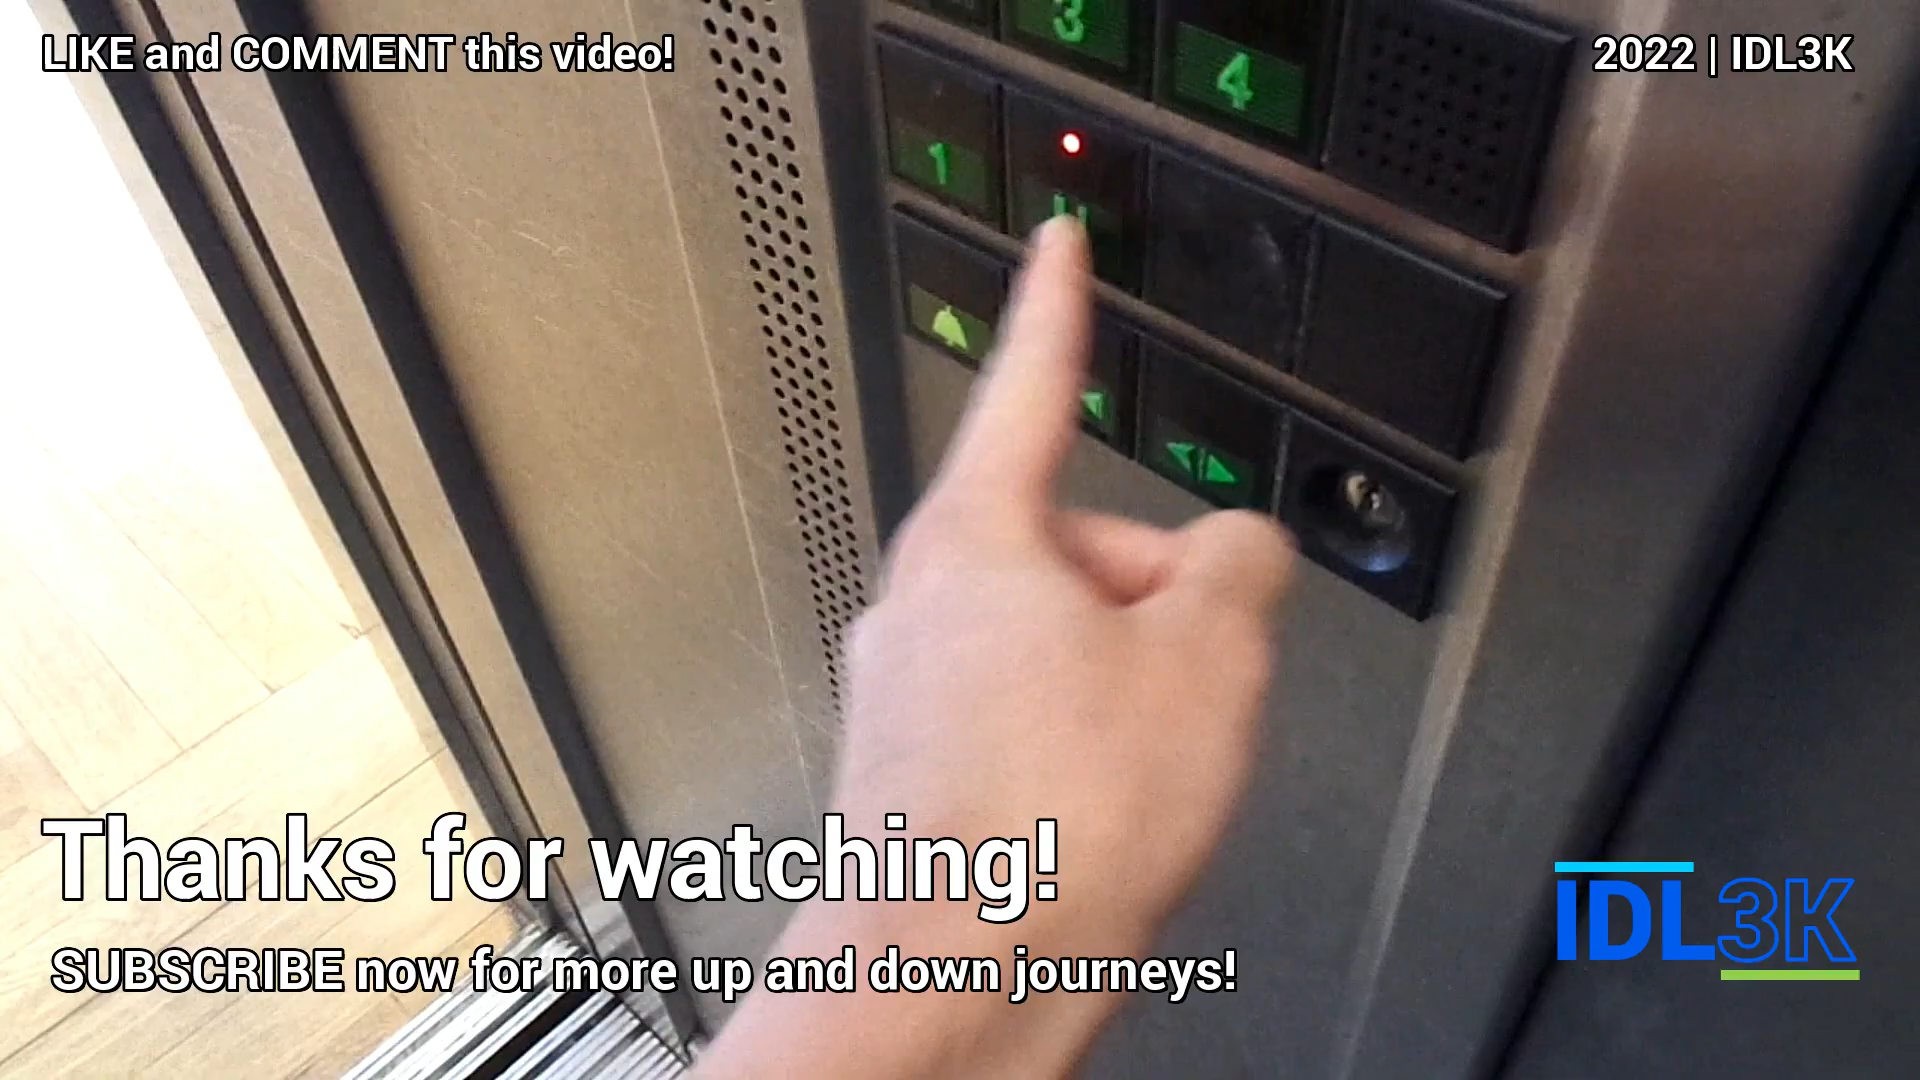 LIKE and COMMENT this video!
2022 | IDL3K
3
4
1
Thanks for watching!
SUBSCRIBE now for more up and down journeys!
IDL3K